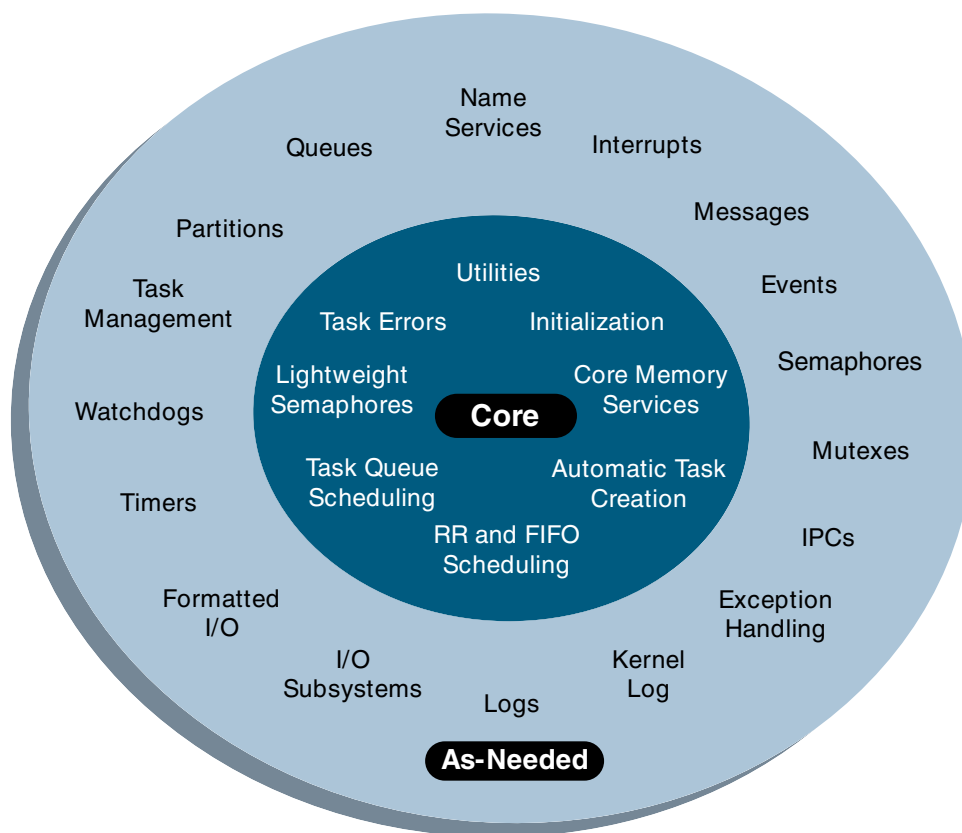 Name
Services
Queues
Interrupts
Messages
Partitions
Events
Task
Management
Semaphores
Watchdogs
Mutexes
Timers
IPCs
Formatted
I/O
Exception
Handling
I/O
Subsystems
Kernel
Log
Logs
As-Needed
Utilities
Task Errors
Initialization
Lightweight
Semaphores
Core Memory
Services
Core
Task Queue
Scheduling
Automatic Task
Creation
RR and FIFO
Scheduling